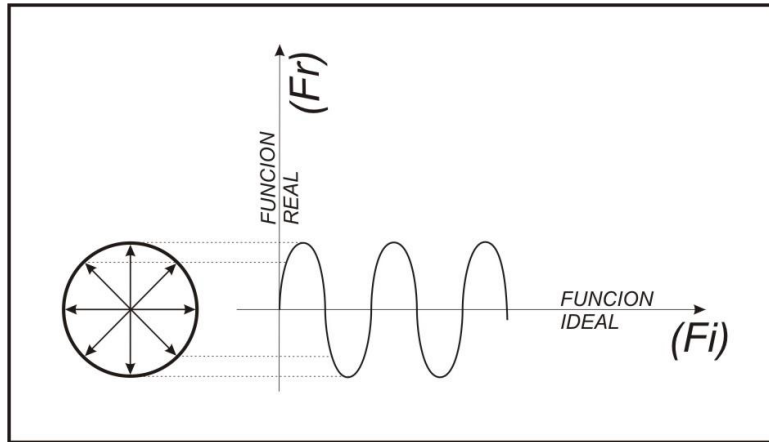 (Fr)
FUNCION
REAL
FUNCION
IDEAL
(Fi)